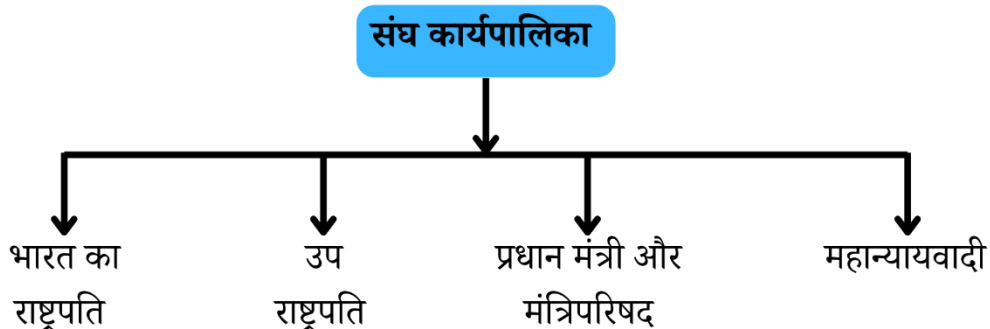 संघ कार्यपालिका
भारत का
राष्ट्रपति
उप
राष्ट्रपति
प्रधान मंत्री और
मंत्रिपरिषद
महान्यायवादी